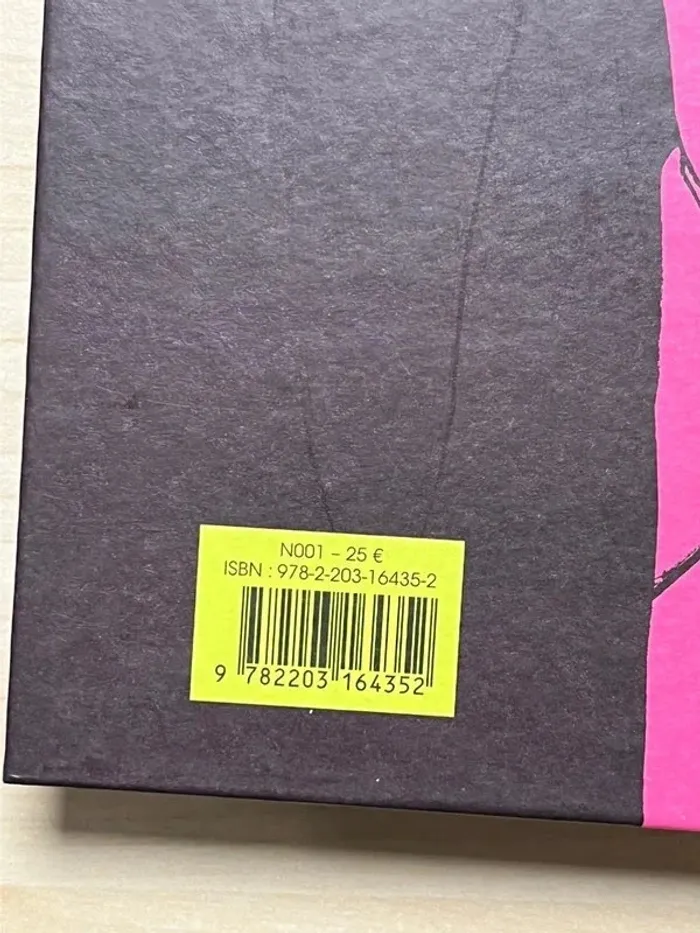 N001 – 25 €
ISBN : 978-2-203-16435-2
9 782203 164352